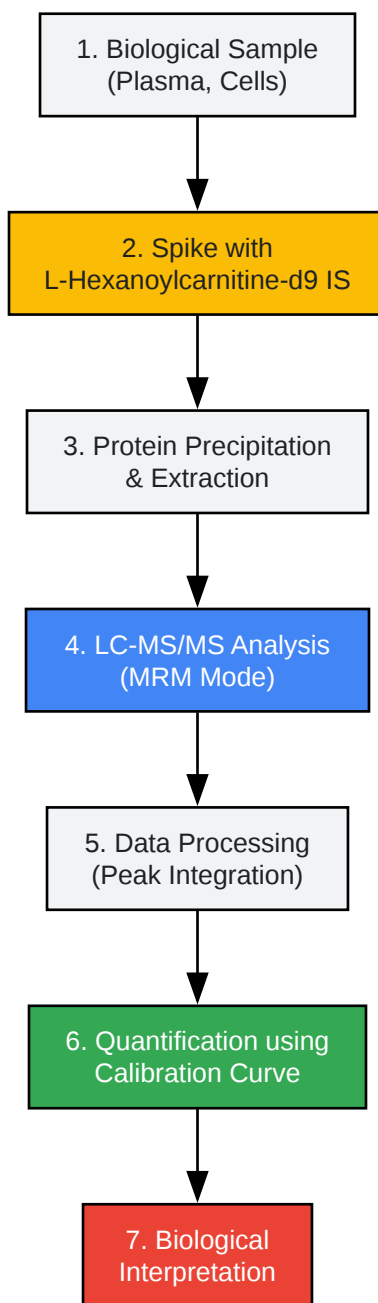 1. Biological Sample
(Plasma, Cells)
2. Spike with
L-Hexanoylcarnitine-d9 IS
3. Protein Precipitation
& Extraction
4. LC-MS/MS Analysis
(MRM Mode)
5. Data Processing
(Peak Integration)
6. Quantification using
Calibration Curve
7. Biological
Interpretation